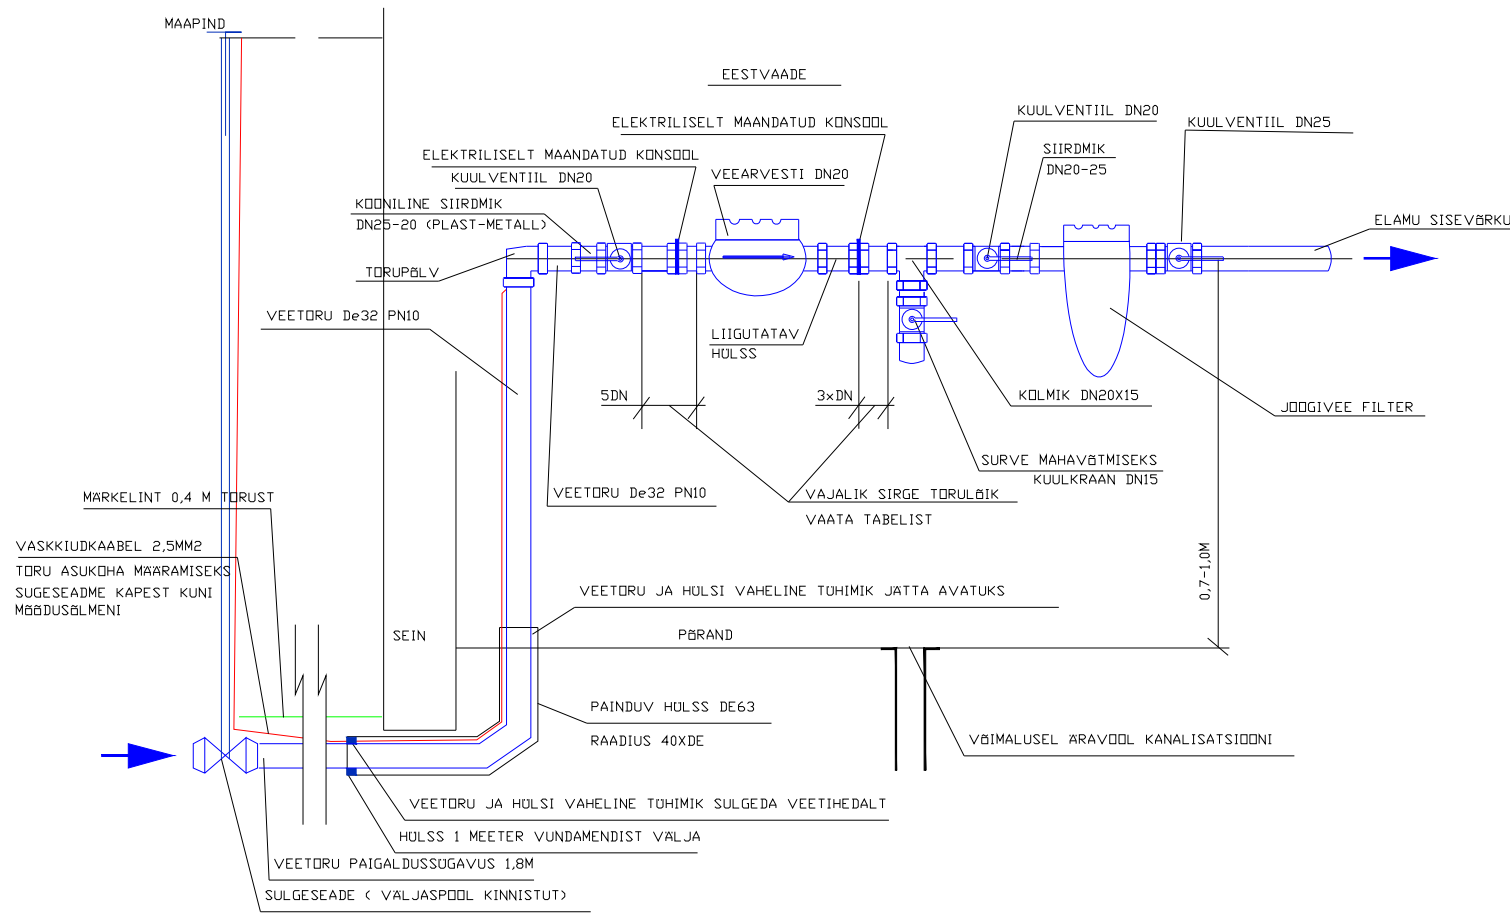 MAAPIND
EESTVAADE
KUULVENTIIL DN20
KUULVENTIIL DN25
ELEKTRILISELT MAANDATUD KONSOOL
SIIRDMIK
DN20-25
ELEKTRILISELT MAANDATUD KONSOOL
KUULVENTIIL DN20
VEEARVESTI DN20
KOONILINE SIIRDMIK
DN25-20 (PLAST-METALL)
ELAMU SISEVÕRKU
TORUPÕLV
VEETORU De32 PN10
LIIGUTATAV
HÜLSS
5DN
3xDN
KOLMIK DN20X15
JOOGIVEE FILTER
SURVE MAHAVÕTMISEKS
KUULKRAAN DN15
VEETORU De32 PN10
VAJALIK SIRGE TORULÕIK
VAATA TABELIST
MÄRKELINT 0,4 M TORUST
VASKKIUDKAABEL 2,5MM2
TORU ASUKOHA MÄÄRAMISEKS
SUGESEADME KAPEST KUNI
MÕÕDUSÕLMENI
0,7-1,0M
VEETORU JA HÜLSI VAHELINE TÜHIMIK JÄTTA AVATUKS
SEIN
PÕRAND
PAINDUV HÜLSS DE63
RAADIUS 40XDE
VÕIMALUSEL ÄRAVOOL KANALISATSIOONI
VEETORU JA HÜLSI VAHELINE TÜHIMIK SULGEDA VEETIHEDALT
HÜLSS 1 MEETER VUNDAMENDIST VÄLJA
VEETORU PAIGALDUSSÜGAVUS 1,8M
SULGESEADE ( VÄLJASPOOL KINNISTUT)